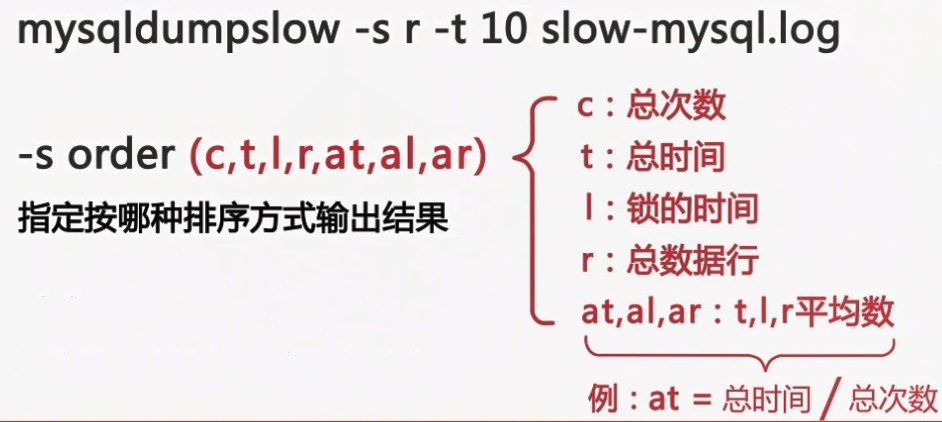 mysqldumpslow -s r -t 10 slow-mysql.log
-s order (c,t,l,r,at,al,ar)
指定按哪种排序方式输出结果
c：总次数
t：总时间
l：锁的时间
r：总数据行
at,al,ar：t,l,r平均数
例：at = 总时间 / 总次数